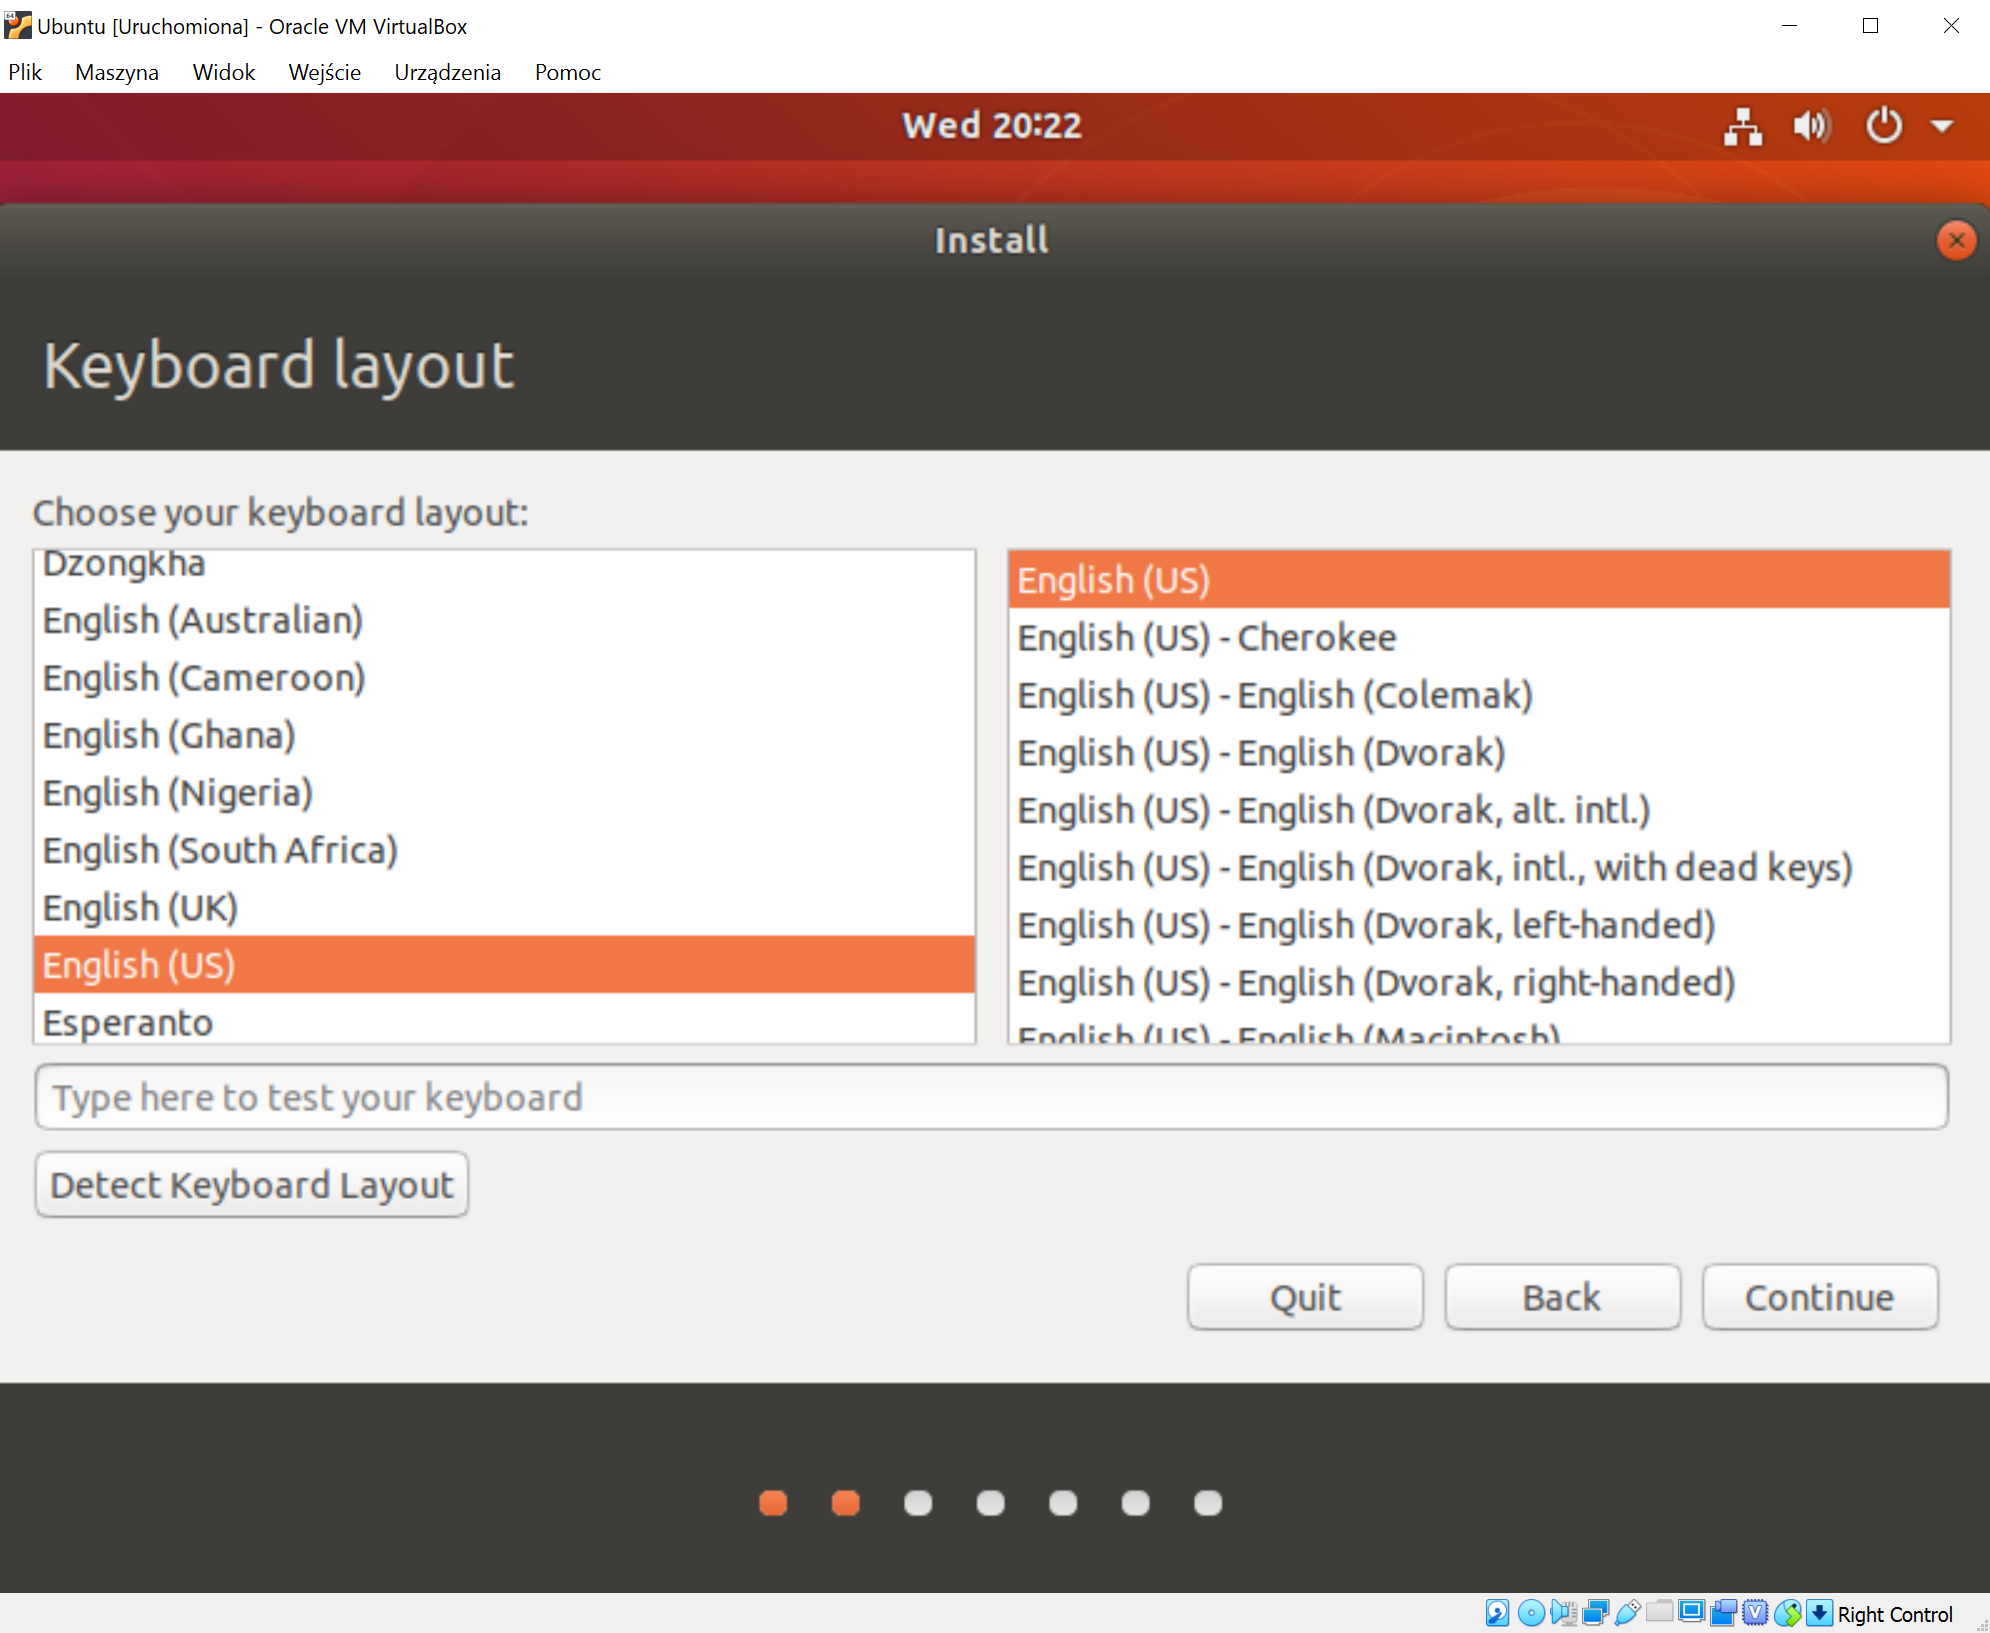 Ubuntu [Uruchomiona] - Oracle VM VirtualBox
Plik Maszyna Widok Wejście Urządzenia Pomoc
Wed 20:22
Install
Keyboard layout
Choose your keyboard layout:
Dzongkha
English (Australian)
English (Cameroon)
English (Ghana)
English (Nigeria)
English (South Africa)
English (UK)
English (US)
Esperanto
English (US)
English (US) - Cherokee
English (US) - English (Colemak)
English (US) - English (Dvorak)
English (US) - English (Dvorak, alt. intl.)
English (US) - English (Dvorak, intl., with dead keys)
English (US) - English (Dvorak, left-handed)
English (US) - English (Dvorak, right-handed)
English (US) - English (Macintosh)
Type here to test your keyboard
Detect Keyboard Layout
Quit Back Continue
Right Control